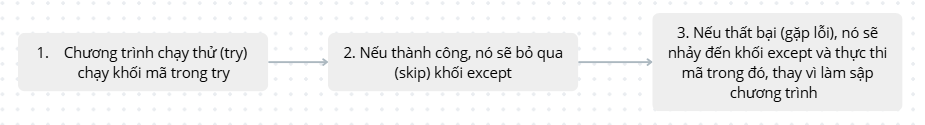 1. Chương trình chạy thử (try)
chạy khối mã trong try
2. Nếu thành công, nó sẽ bỏ qua
(skip) khối except
3. Nếu thất bại (gặp lỗi), nó sẽ
nhảy đến khối except và thực thi
mã trong đó, thay vì làm sập
chương trình